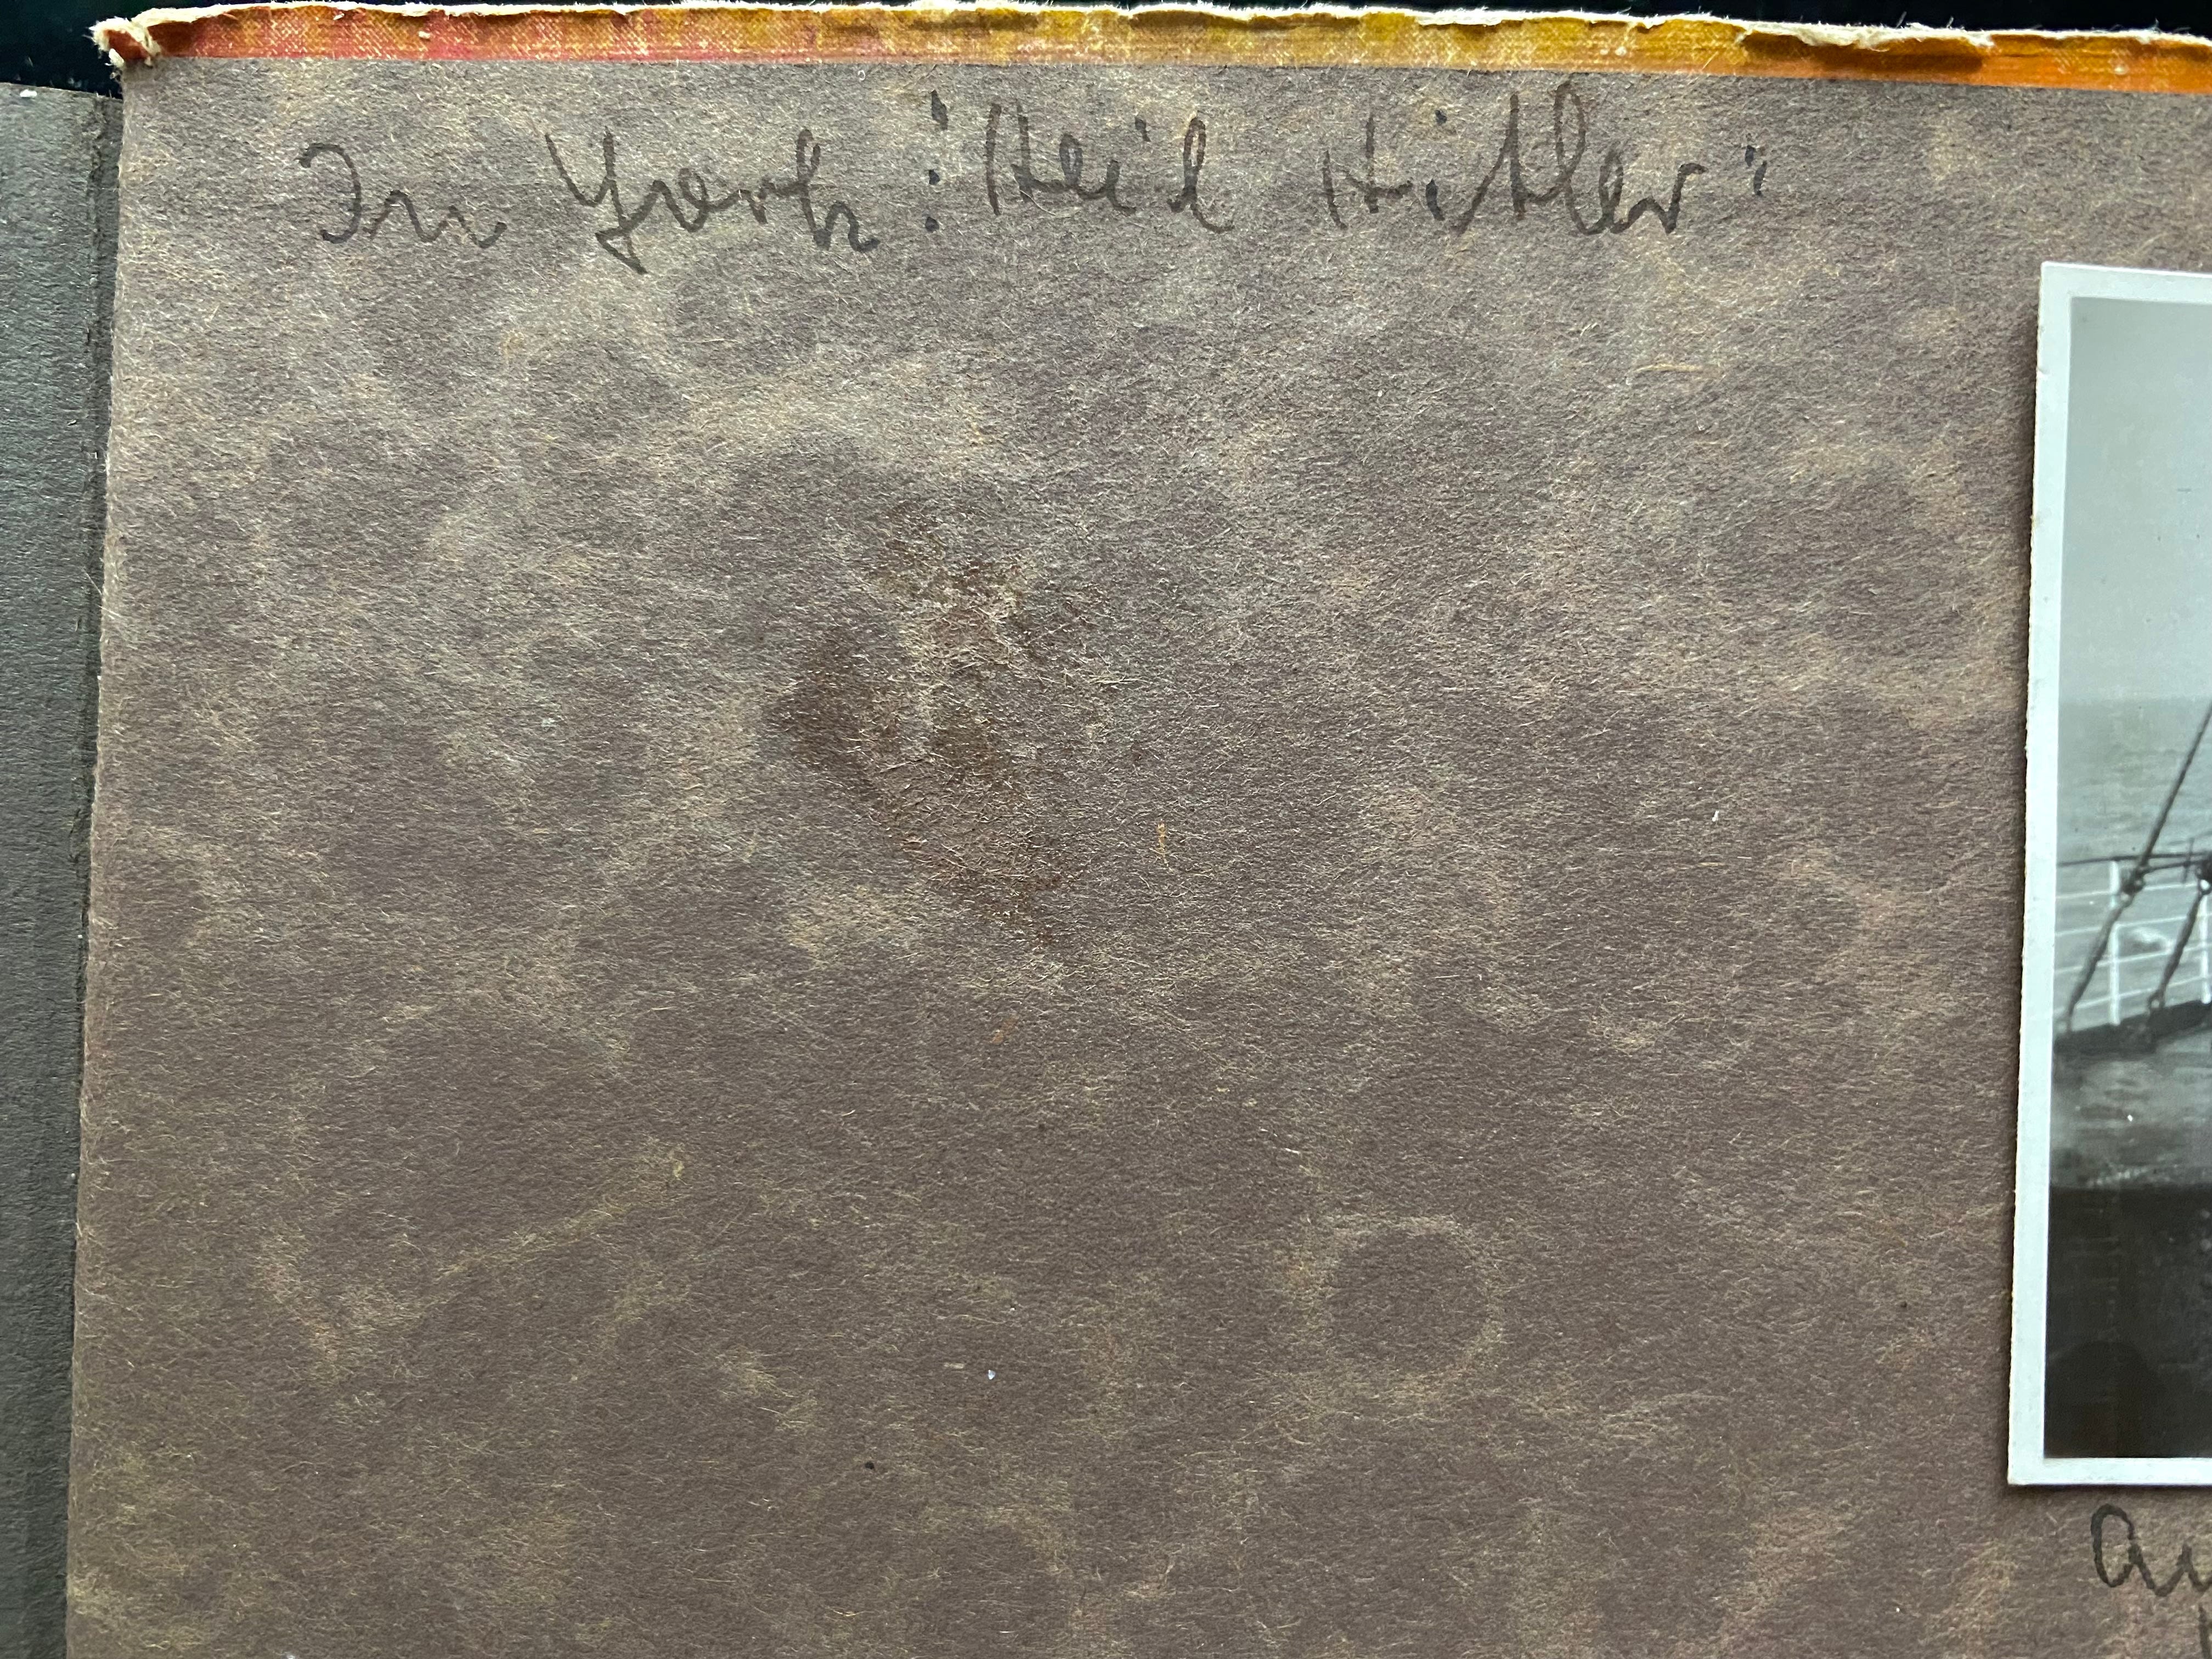 In York: "Heil Hitler"